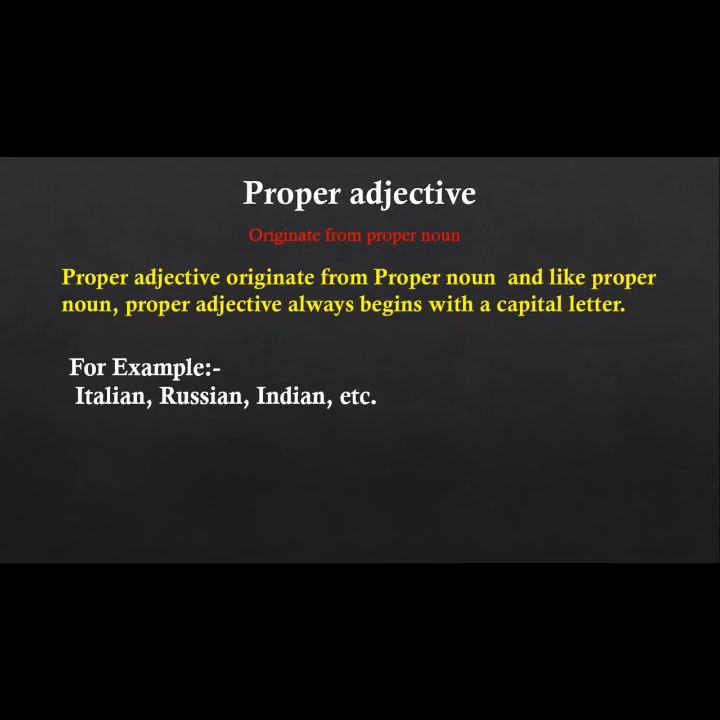 Proper adjective
Originate from proper noun
Proper adjective originate from Proper noun and like proper
noun, proper adjective always begins with a capital letter.
For Example:-
Italian, Russian, Indian, etc.